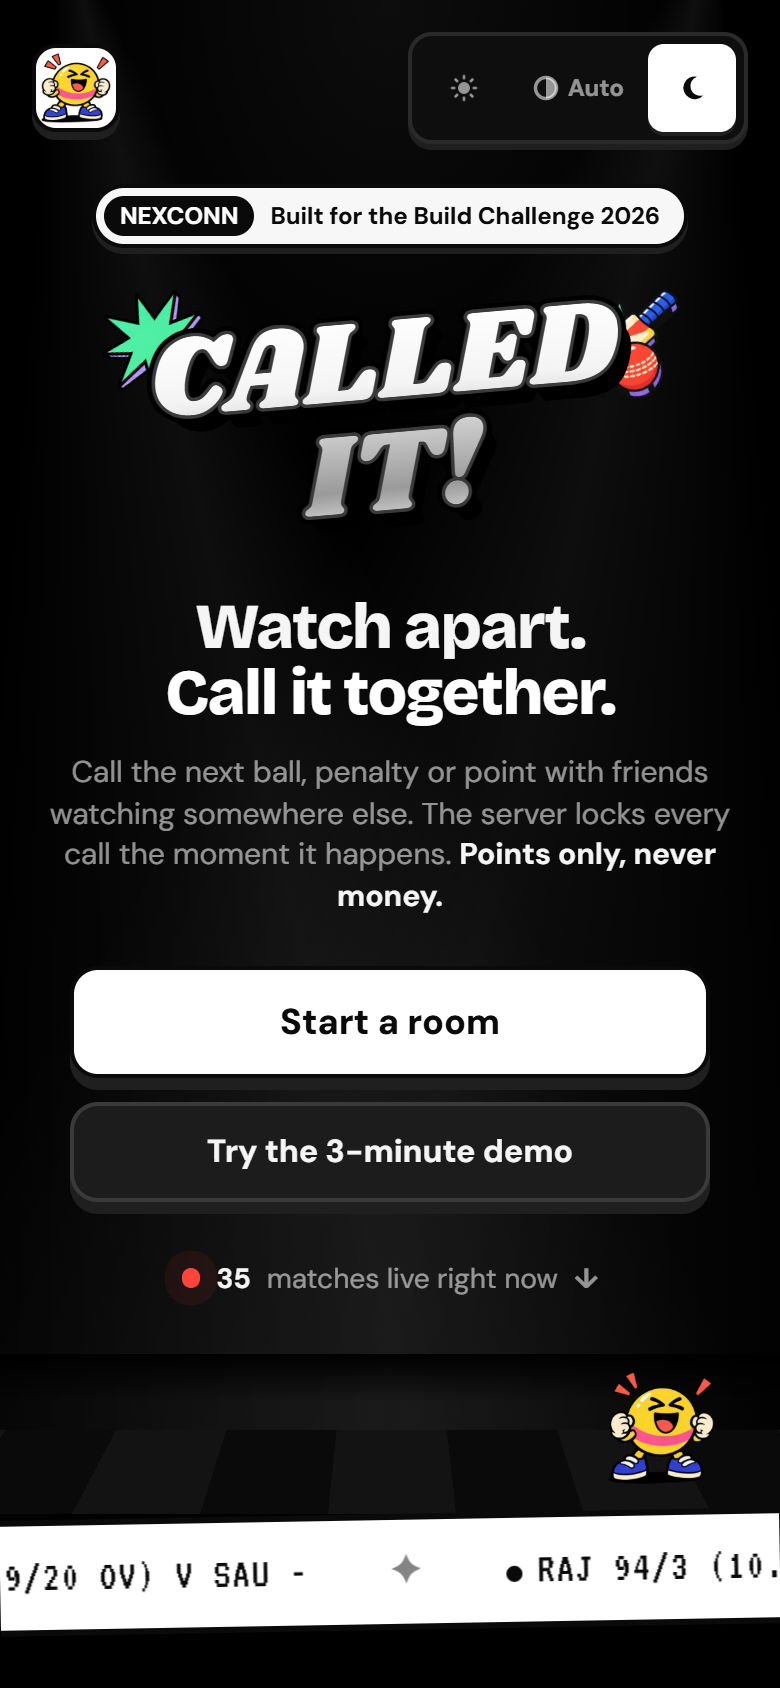 Auto
NEXCONN Built for the Build Challenge 2026
CALLED
IT!
Watch apart.
Call it together.
Call the next ball, penalty or point with friends
watching somewhere else. The server locks every
call the moment it happens. Points only, never
money.
Start a room
Try the 3-minute demo
35 matches live right now ↓
9/20 OV) V SAU - ✦ ● RAJ 94/3 (10.